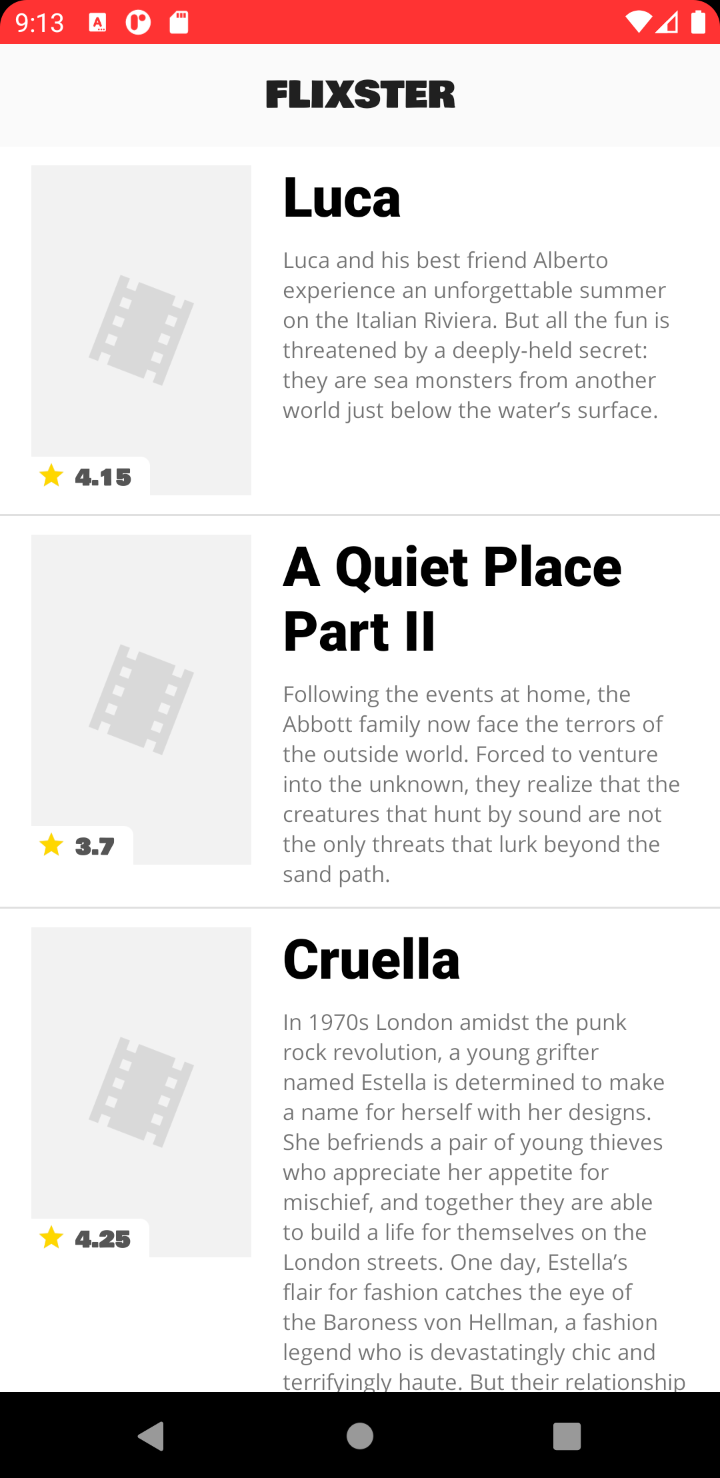 9:13
FLIXSTER
Luca
Luca and his best friend Alberto
experience an unforgettable summer
on the Italian Riviera. But all the fun is
threatened by a deeply-held secret:
they are sea monsters from another
world just below the water’s surface.
4.15
A Quiet Place
Part II
Following the events at home, the
Abbott family now face the terrors of
the outside world. Forced to venture
into the unknown, they realize that the
creatures that hunt by sound are not
the only threats that lurk beyond the
sand path.
3.7
Cruella
In 1970s London amidst the punk
rock revolution, a young grifter
named Estella is determined to make
a name for herself with her designs.
She befriends a pair of young thieves
who appreciate her appetite for
mischief, and together they are able
to build a life for themselves on the
London streets. One day, Estella’s
flair for fashion catches the eye of
the Baroness von Hellman, a fashion
legend who is devastatingly chic and
terrifyingly haute. But their relationship
4.25